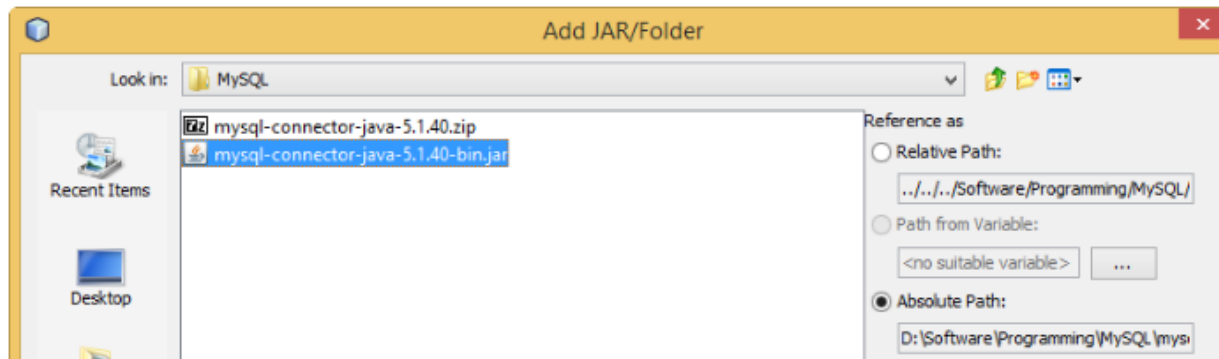 Add JAR/Folder
Look in:
MySQL
mysql-connector-java-5.1.40.zip
mysql-connector-java-5.1.40-bin.jar
Recent Items
Desktop
Reference as
Relative Path:
../../../Software/Programming/MySQL/
Path from Variable:
<no suitable variable>
...
Absolute Path:
D:\Software\Programming\MySQL\mys